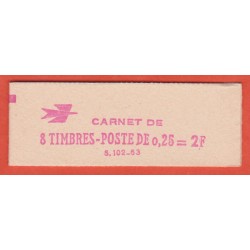 CARNET DE
8 TIMBRES-POSTE DE 0,25 = 2F
5.102-63